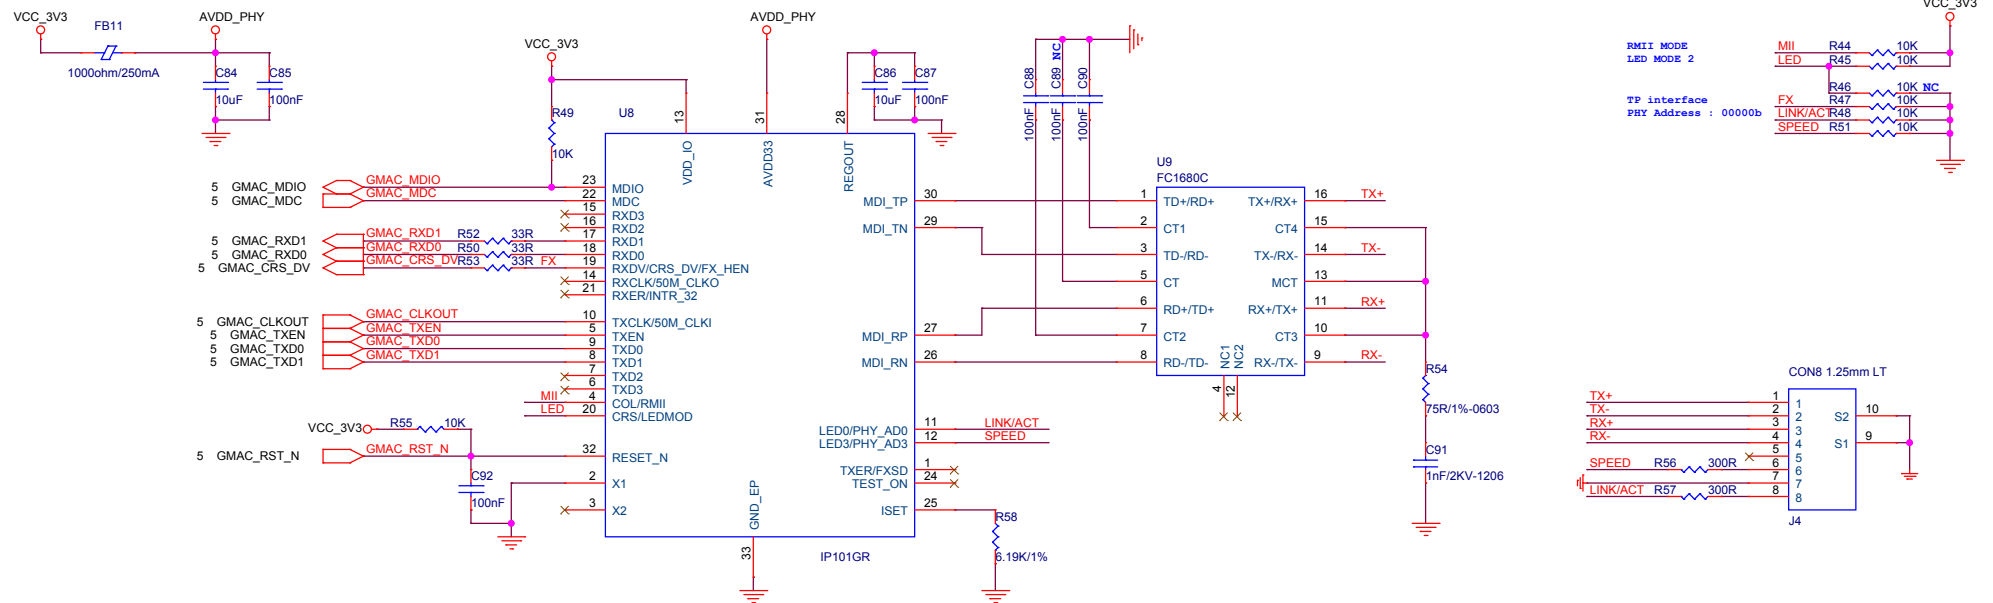 VCC_3V3
FB11
1000ohm/250mA
AVDD_PHY
C84
10uF
C85
100nF
VCC_3V3
R49
10K
AVDD_PHY
C86
10uF
C87
100nF
C88
100nF
C89
NC
100nF
C90
100nF
U8
13
VDD_IO
31
AVDD33
28
REGOUT
5 GMAC_MDIO GMAC_MDIO 23 MDIO
5 GMAC_MDC GMAC_MDC 22 MDC
15 RXD3
16 RXD2
5 GMAC_RXD1 GMAC_RXD1 R52 33R 17 RXD1
5 GMAC_RXD0 GMAC_RXD0 R50 33R 18 RXD0
5 GMAC_CRS_DV GMAC_CRS_DV R53 33R FX 19 RXDV/CRS_DV/FX_HEN
14 RXCLK/50M_CLKO
21 RXER/INTR_32
5 GMAC_CLKOUT GMAC_CLKOUT 10 TXCLK/50M_CLKI
5 GMAC_TXEN GMAC_TXEN 5 TXEN
5 GMAC_TXD0 GMAC_TXD0 9 TXD0
5 GMAC_TXD1 GMAC_TXD1 8 TXD1
7 TXD2
6 TXD3
MII 4 COL/RMII
LED 20 CRS/LEDMOD
VCC_3V3 R55 10K
5 GMAC_RST_N GMAC_RST_N 32 RESET_N
C92
100nF
2 X1
3 X2
GND_EP
33
IP101GR
MDI_TP 30
MDI_TN 29
MDI_RP 27
MDI_RN 26
LED0/PHY_AD0 11 LINK/ACT
LED3/PHY_AD3 12 SPEED
TXER/FXSD 1
TEST_ON 24
ISET 25
R58
6.19K/1%
U9
FC1680C
1 TD+/RD+ TX+/RX+ 16 TX+
2 CT1 CT4 15
3 TD-/RD- TX-/RX- 14 TX-
5 CT MCT 13
6 RD+/TD+ RX+/TX+ 11 RX+
7 CT2 CT3 10
8 RD-/TD- RX-/TX- 9 RX-
NC1
NC2
4
12
R54
75R/1%-0603
C91
1nF/2KV-1206
VCC_3V3
RMII MODE
LED MODE 2
MII R44 10K
LED R45 10K
R46 10K NC
TP interface
PHY Address : 00000b
FX R47 10K
LINK/ACT R48 10K
SPEED R51 10K
CON8 1.25mm LT
TX+ 1 1
TX- 2 2
RX+ 3 3
RX- 4 4
5 5
SPEED R56 300R 6 6
7 7
LINK/ACT R57 300R 8 8
S2 10
S1 9
J4